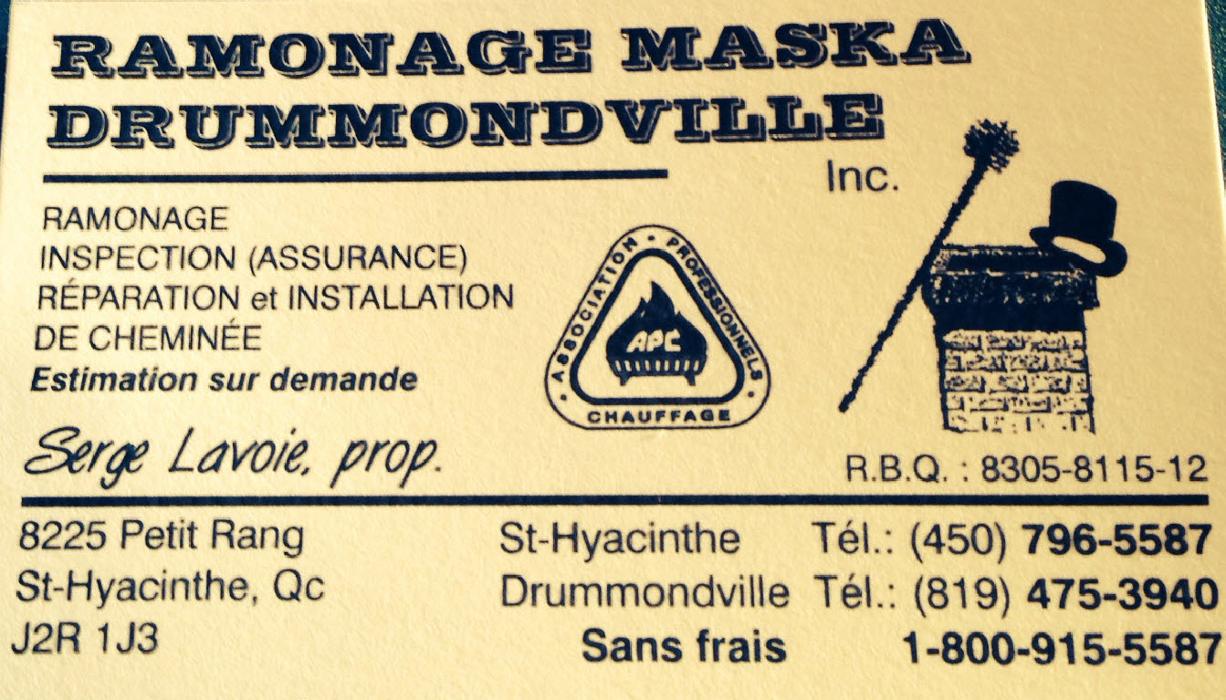 RAMONAGE MASKA
DRUMMONDVILLE
Inc.
RAMONAGE
INSPECTION (ASSURANCE)
RÉPARATION et INSTALLATION
DE CHEMINÉE
Estimation sur demande
Serge Lavoie, prop.
ASSOCIATION • PROFESSIONNELS •
CHAUFFAGE •
APC
R.B.Q. : 8305-8115-12
8225 Petit Rang
St-Hyacinthe, Qc
J2R 1J3
St-Hyacinthe Tél.: (450) 796-5587
Drummondville Tél.: (819) 475-3940
Sans frais 1-800-915-5587